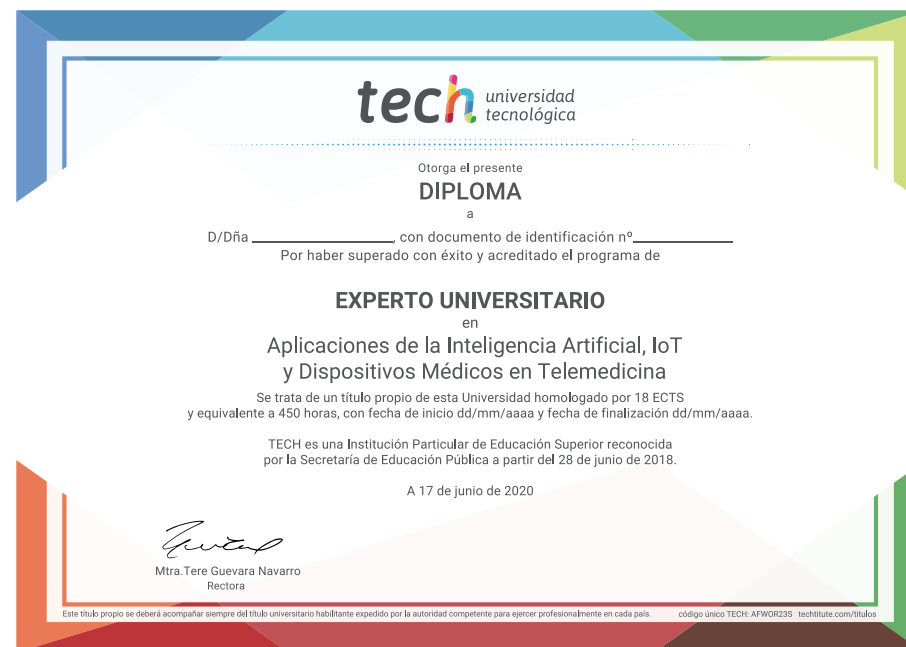 tech universidad
tecnológica
Otorga el presente
DIPLOMA
a
D/Dña ____________________, con documento de identificación nº______________
Por haber superado con éxito y acreditado el programa de
EXPERTO UNIVERSITARIO
en
Aplicaciones de la Inteligencia Artificial, IoT
y Dispositivos Médicos en Telemedicina
Se trata de un título propio de esta Universidad homologado por 18 ECTS
y equivalente a 450 horas, con fecha de inicio dd/mm/aaaa y fecha de finalización dd/mm/aaaa.
TECH es una Institución Particular de Educación Superior reconocida
por la Secretaría de Educación Pública a partir del 28 de junio de 2018.
A 17 de junio de 2020
Mtra.Tere Guevara Navarro
Rectora
Este título propio se deberá acompañar siempre del título universitario habilitante expedido por la autoridad competente para ejercer profesionalmente en cada país. código único TECH: AFWOR23S techtitute.com/titulos